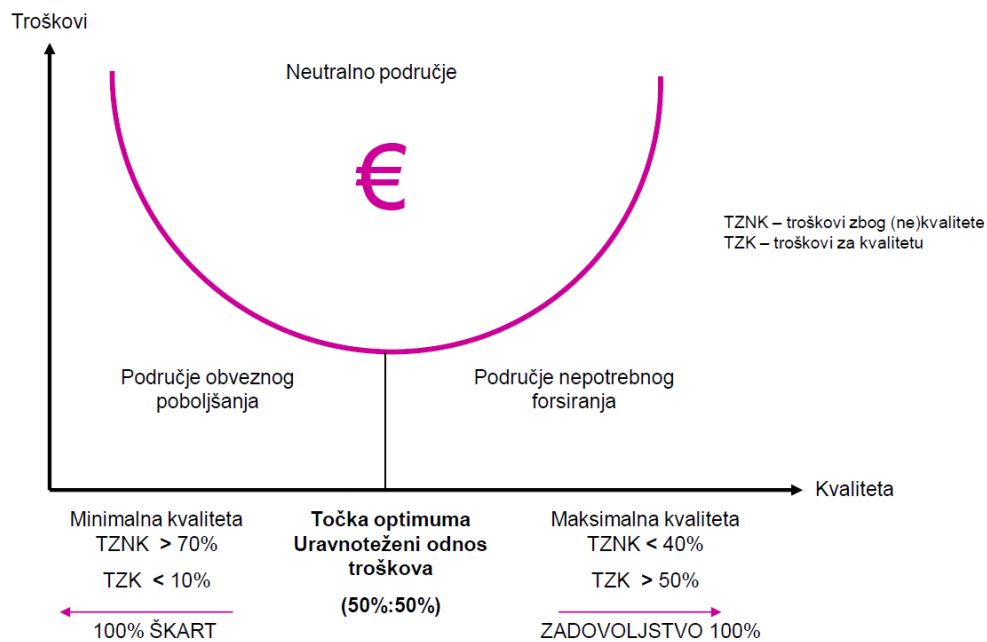 Troškovi
Neutralno područje
€
TZNK – troškovi zbog (ne)kvalitete
TZK – troškovi za kvalitetu
Područje obveznog
poboljšanja
Područje nepotrebnog
forsiranja
Kvaliteta
Minimalna kvaliteta
TZNK > 70%
TZK < 10%
100% ŠKART
Točka optimuma
Uravnoteženi odnos
troškova
(50%:50%)
Maksimalna kvaliteta
TZNK < 40%
TZK > 50%
ZADOVOLJSTVO 100%